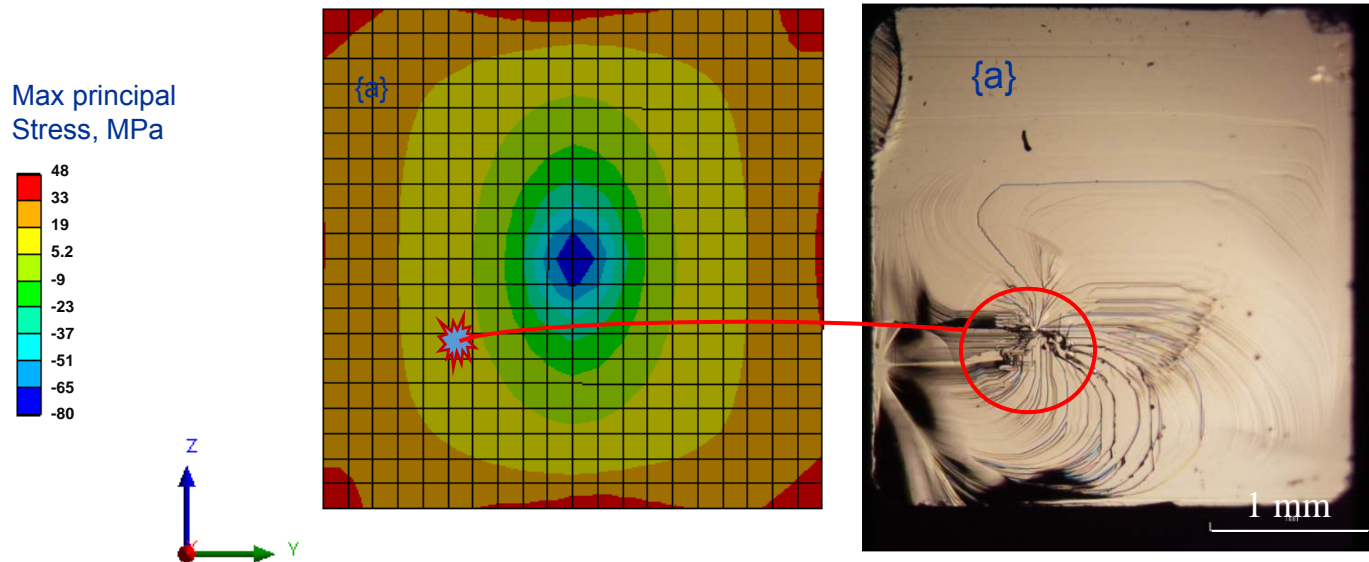 {a}
{a}
Max principal
Stress, MPa
48
33
19
5.2
-9
-23
-37
-51
-65
-80
Z
Y
1 mm